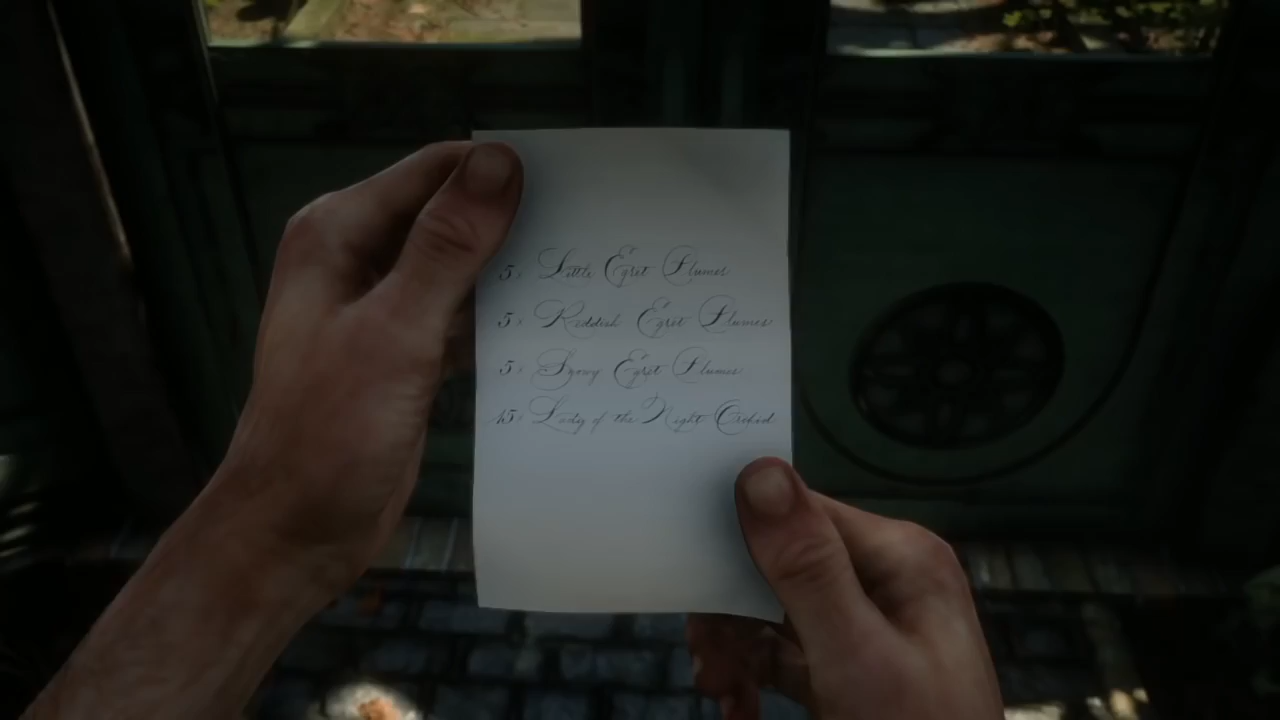 5x Little Egret Plumes
5x Reddish Egret Plumes
5x Snowy Egret Plumes
15x Lady of the Night Orchid